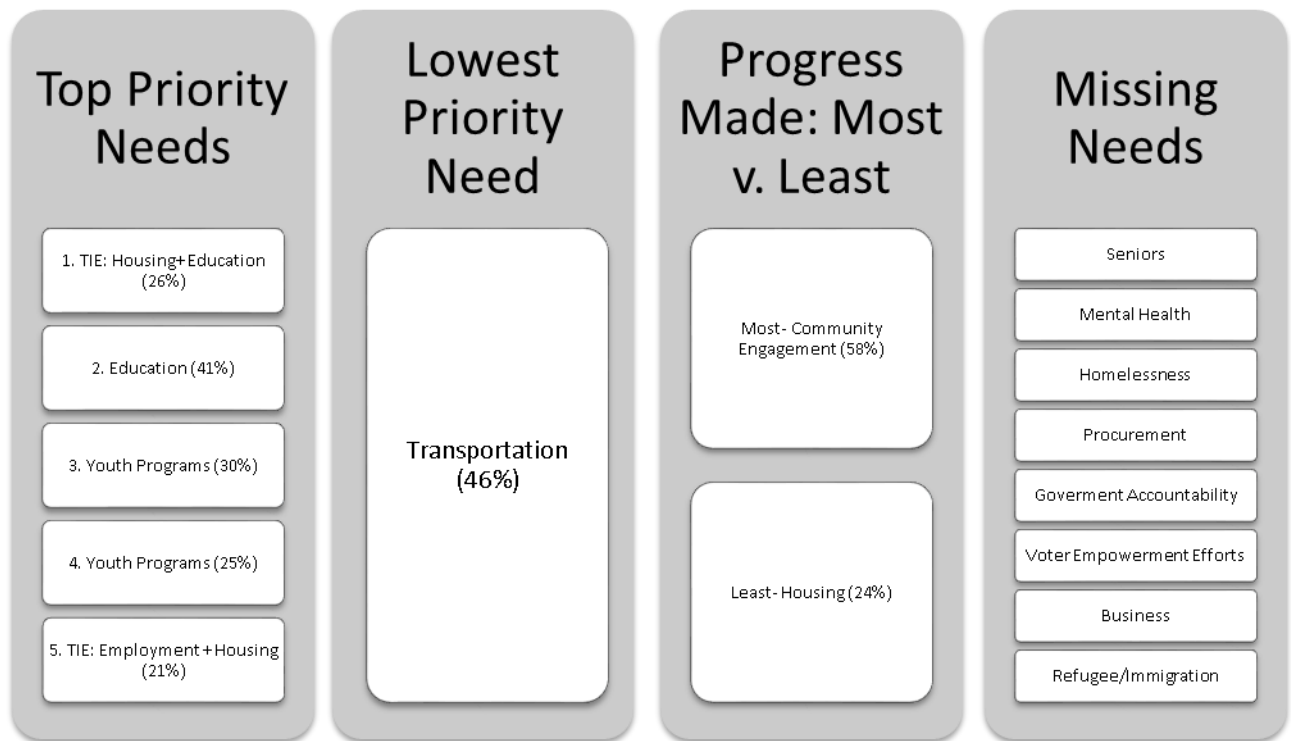 Top Priority
Needs
1. TIE: Housing+Education
(26%)
2. Education (41%)
3. Youth Programs (30%)
4. Youth Programs (25%)
5. TIE: Employment +Housing
(21%)
Lowest
Priority
Need
Transportation
(46%)
Progress
Made: Most
v. Least
Most- Community
Engagement (58%)
Least- Housing (24%)
Missing
Needs
Seniors
Mental Health
Homelessness
Procurement
Goverment Accountability
Voter Empowerment Efforts
Business
Refugee/Immigration